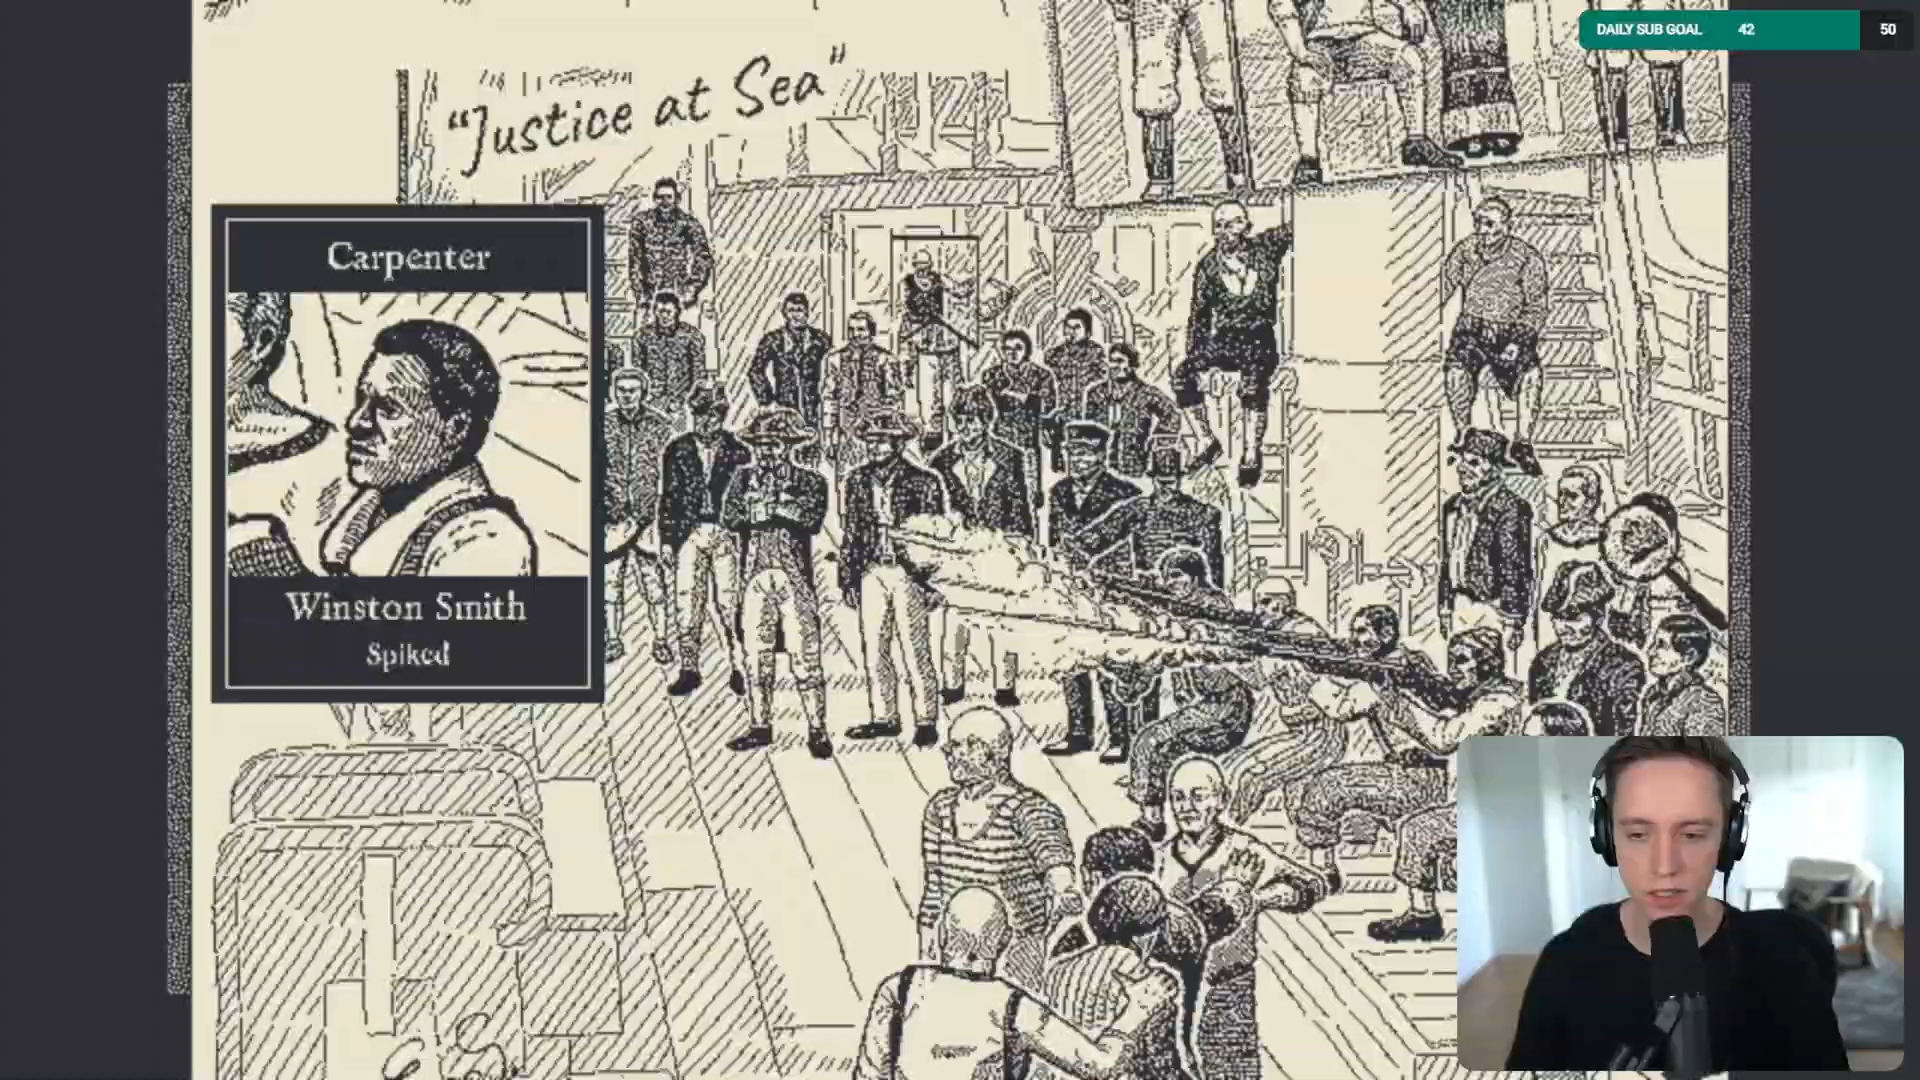 DAILY SUB GOAL 42 50
"Justice at Sea"
Carpenter
Winston Smith
Spiked